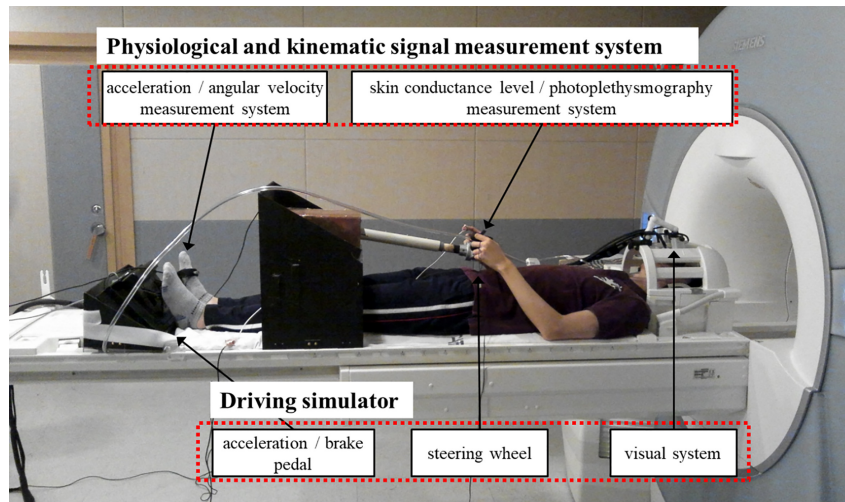 Physiological and kinematic signal measurement system
acceleration / angular velocity
measurement system
skin conductance level / photoplethysmography
measurement system
SIEMENS
Driving simulator
acceleration / brake
pedal
steering wheel
visual system